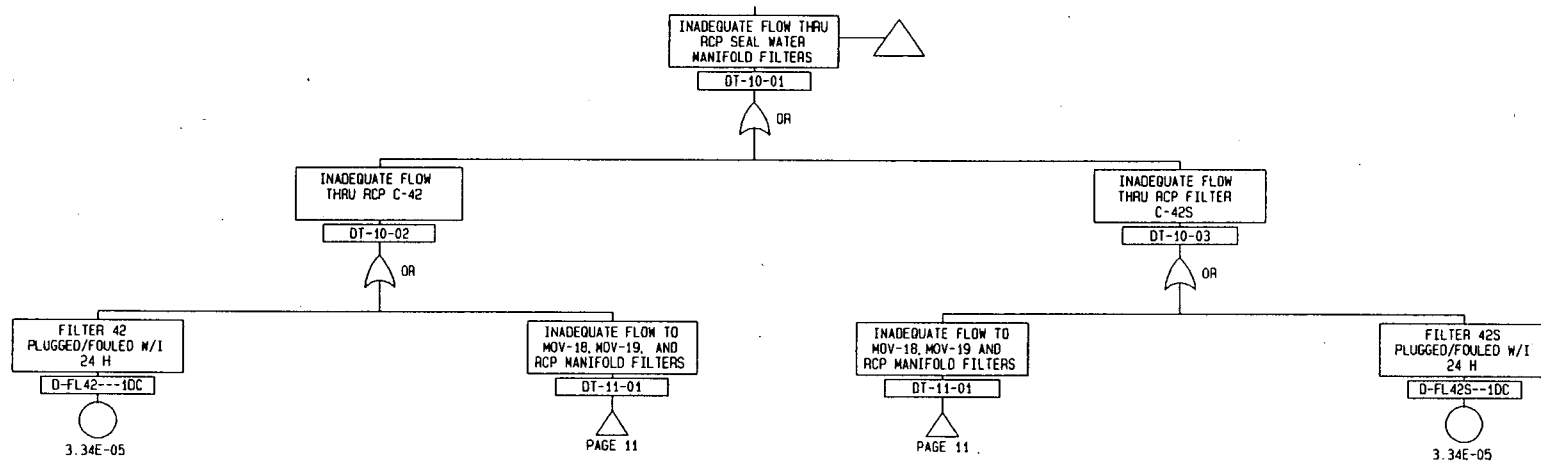 INADEQUATE FLOW THRU
RCP SEAL WATER
MANIFOLD FILTERS
DT-10-01
OR
INADEQUATE FLOW
THRU RCP C-42
DT-10-02
OR
INADEQUATE FLOW
THRU RCP FILTER
C-42S
DT-10-03
OR
FILTER 42
PLUGGED/FOULED W/I
24 H
D-FL42---1DC
3.34E-05
INADEQUATE FLOW TO
MOV-18, MOV-19, AND
RCP MANIFOLD FILTERS
DT-11-01
PAGE 11
INADEQUATE FLOW TO
MOV-18, MOV-19 AND
RCP MANIFOLD FILTERS
DT-11-01
PAGE 11
FILTER 42S
PLUGGED/FOULED W/I
24 H
D-FL42S--1DC
3.34E-05